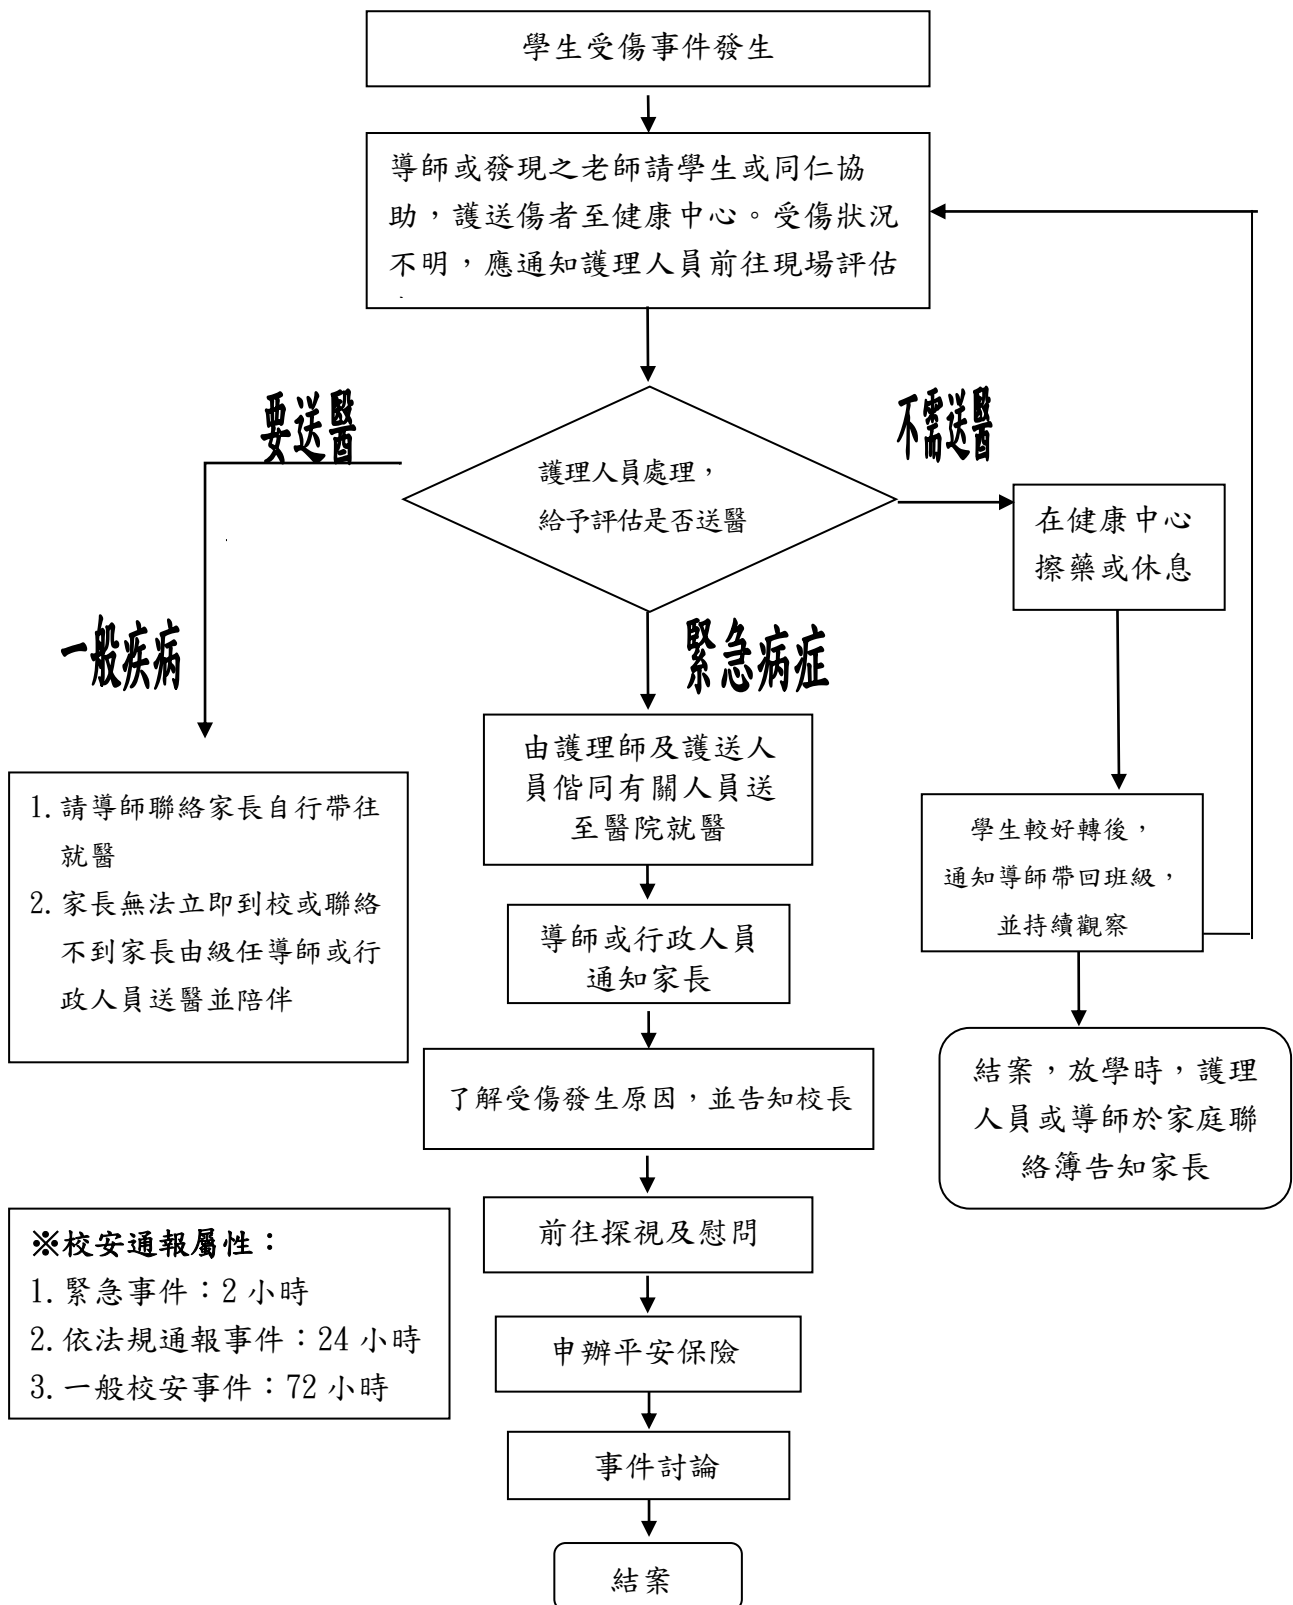 學生受傷事件發生
導師或發現之老師請學生或同仁協
助，護送傷者至健康中心。受傷狀況
不明，應通知護理人員前往現場評估
要送醫
不需送醫
護理人員處理，
給予評估是否送醫
在健康中心
擦藥或休息
一般疾病
緊急病症
由護理師及護送人
員偕同有關人員送
至醫院就醫
1.請導師聯絡家長自行帶往
就醫
2.家長無法立即到校或聯絡
不到家長由級任導師或行
政人員送醫並陪伴
學生較好轉後，
通知導師帶回班級，
並持續觀察
導師或行政人員
通知家長
了解受傷發生原因，並告知校長
結案，放學時，護理
人員或導師於家庭聯
絡簿告知家長
前往探視及慰問
※校安通報屬性：
1.緊急事件：2 小時
2.依法規通報事件：24 小時
3.一般校安事件：72 小時
申辦平安保險
事件討論
結案